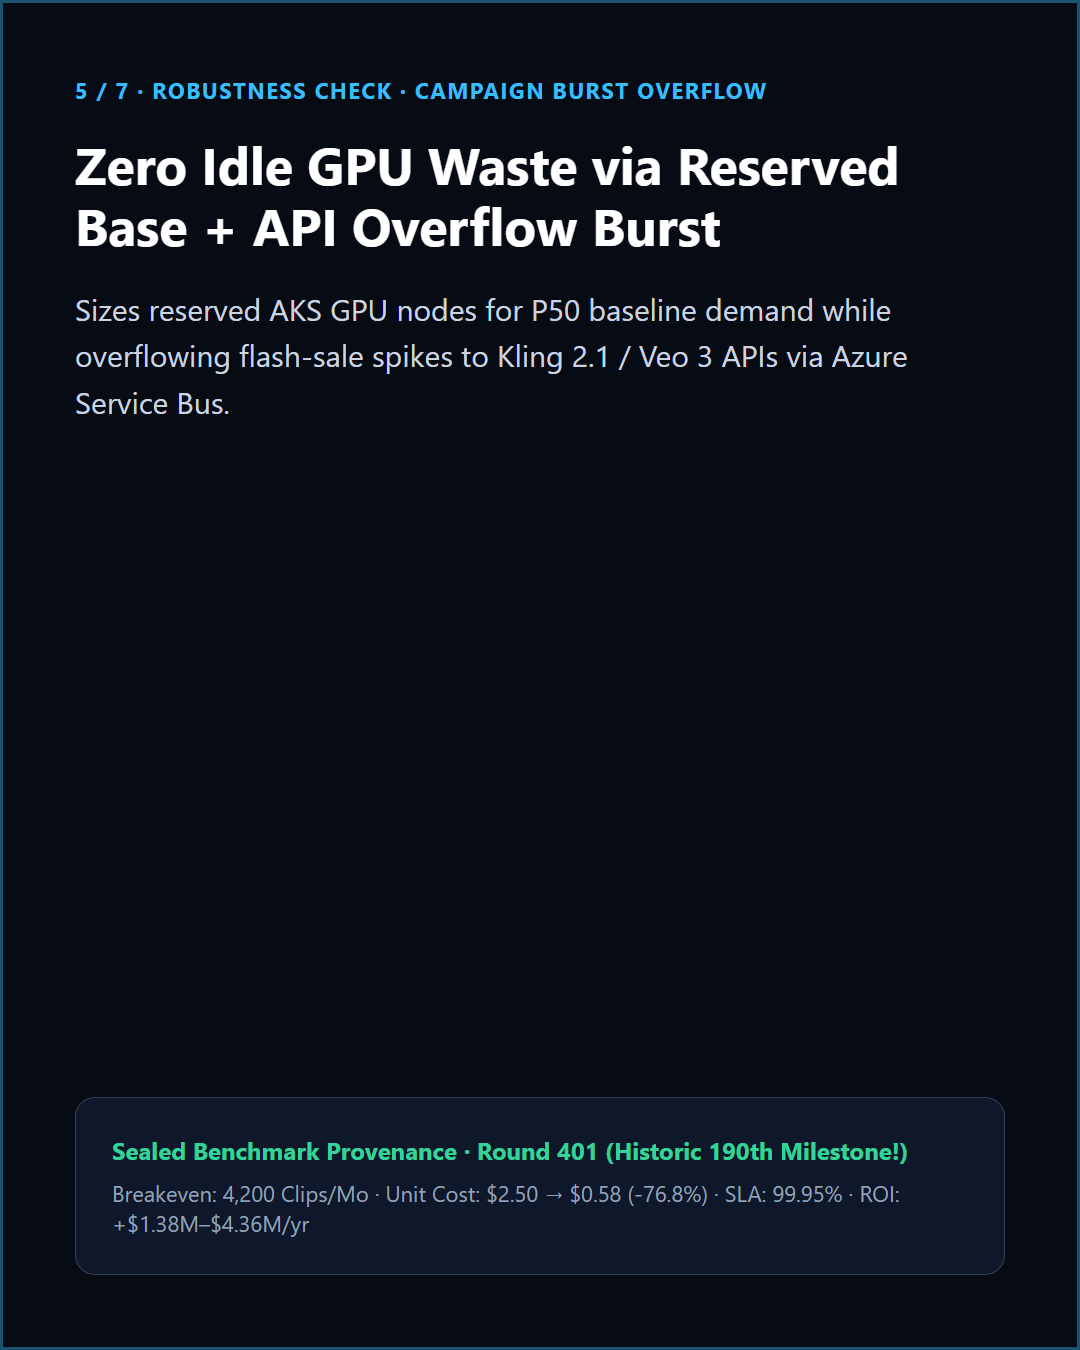 5 / 7 · ROBUSTNESS CHECK · CAMPAIGN BURST OVERFLOW
Zero Idle GPU Waste via Reserved
Base + API Overflow Burst
Sizes reserved AKS GPU nodes for P50 baseline demand while
overflowing flash-sale spikes to Kling 2.1 / Veo 3 APIs via Azure
Service Bus.
Sealed Benchmark Provenance · Round 401 (Historic 190th Milestone!)
Breakeven: 4,200 Clips/Mo · Unit Cost: $2.50 → $0.58 (-76.8%) · SLA: 99.95% · ROI:
+$1.38M–$4.36M/yr